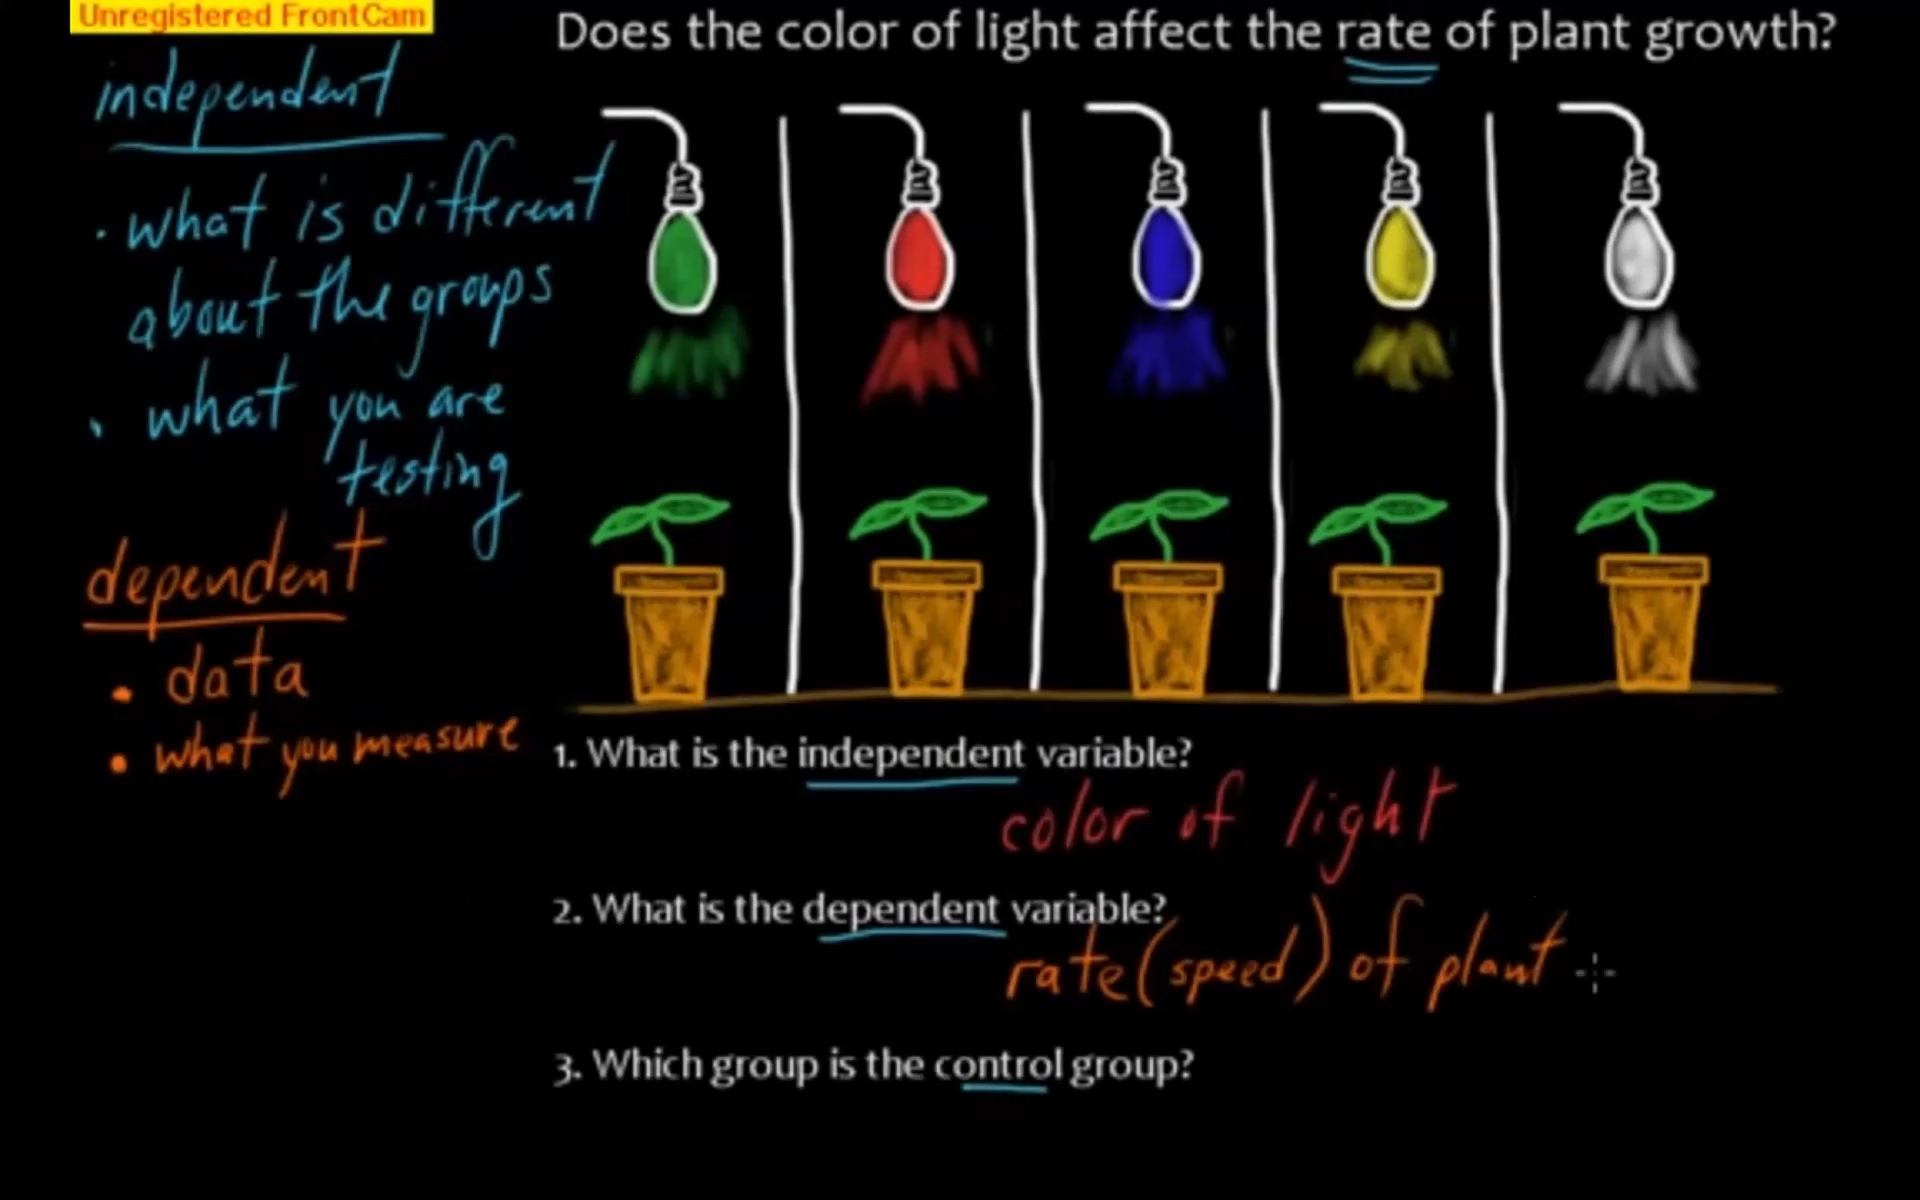 Unregistered FrontCam
Does the color of light affect the rate of plant growth?
independent
· what is different
about the groups
· what you are
testing
dependent
• data
• what you measure
1. What is the independent variable?
color of light
2. What is the dependent variable?
rate (speed) of plant
3. Which group is the control group?